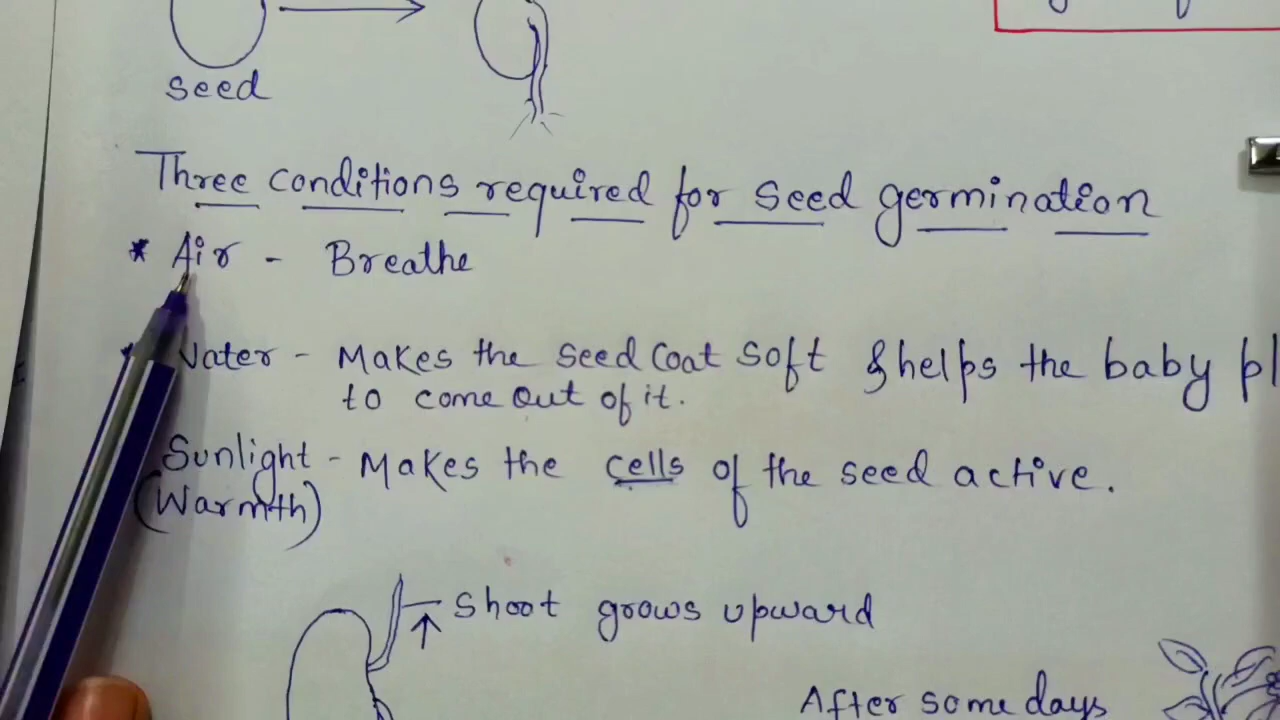 seed
Three conditions required for seed germination
* Air - Breathe
Water - Makes the seed coat soft & helps the baby pl
to come out of it.
Sunlight - Makes the cells of the seed active.
(Warmth)
Shoot grows upward
After some days